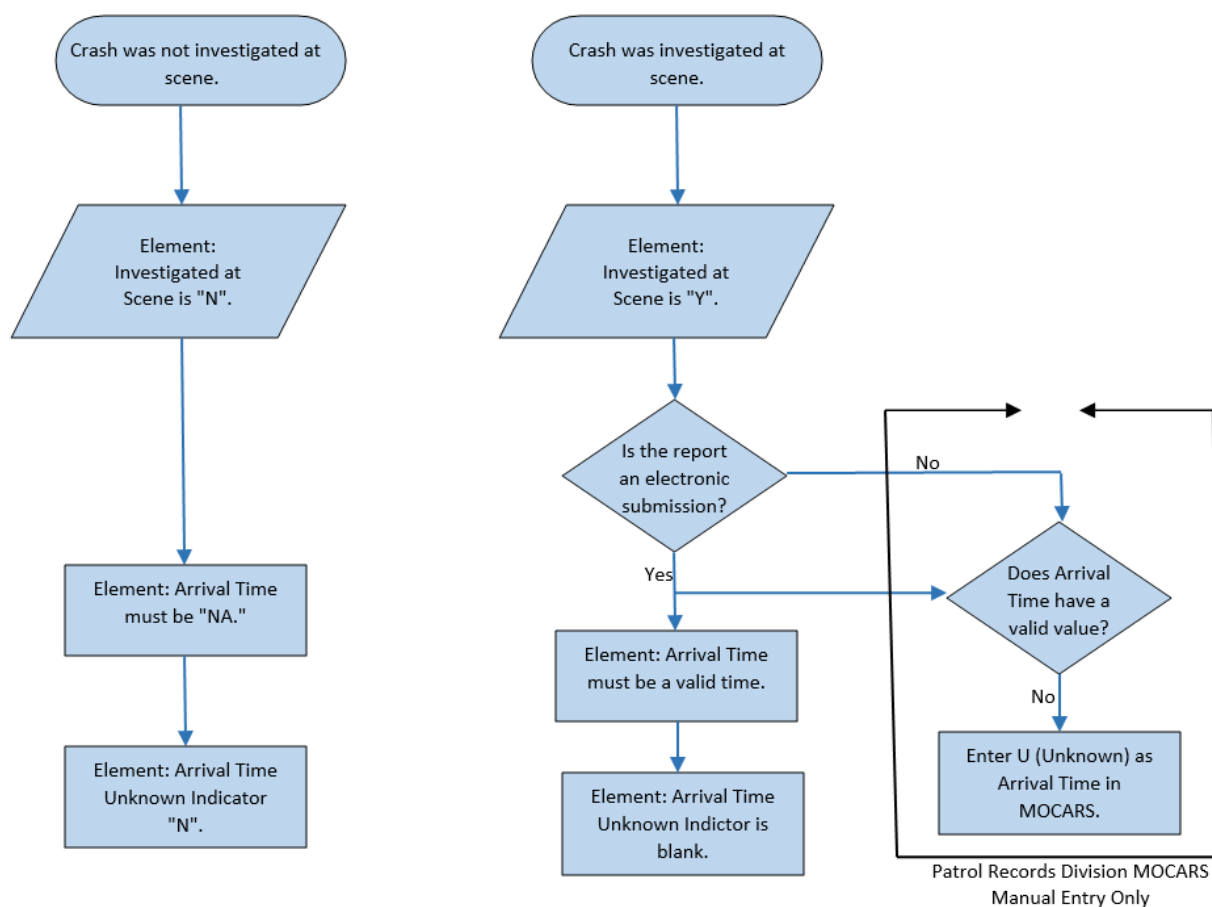 Crash was not investigated at
scene.
Element:
Investigated at
Scene is "N".
Element: Arrival Time
must be "NA."
Element: Arrival Time
Unknown Indicator
"N".
Crash was investigated at
scene.
Element:
Investigated at
Scene is "Y".
Is the report
an electronic
submission?
Yes
No
Element: Arrival Time
must be a valid time.
Element: Arrival Time
Unknown Indictor is
blank.
Does Arrival
Time have a
valid value?
No
Enter U (Unknown) as
Arrival Time in
MOCARS.
Patrol Records Division MOCARS
Manual Entry Only